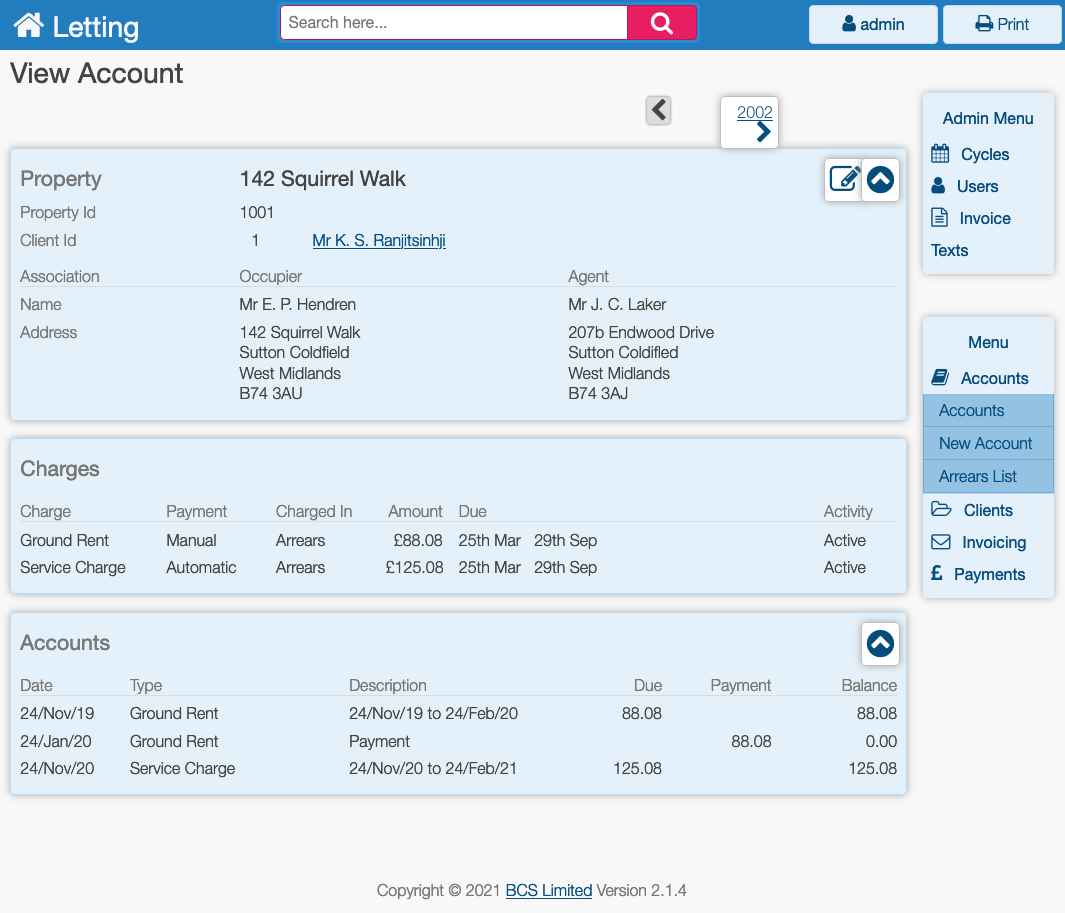 Letting
Search here...
admin
Print
View Account
2002
Property 142 Squirrel Walk
Property Id 1001
Client Id 1 Mr K. S. Ranjitsinhji
Association Occupier Agent
Name Mr E. P. Hendren Mr J. C. Laker
Address 142 Squirrel Walk 207b Endwood Drive
Sutton Coldfield Sutton Coldifled
West Midlands West Midlands
B74 3AU B74 3AJ
Charges
Charge Payment Charged In Amount Due Activity
Ground Rent Manual Arrears £88.08 25th Mar 29th Sep Active
Service Charge Automatic Arrears £125.08 25th Mar 29th Sep Active
Accounts
Date Type Description Due Payment Balance
24/Nov/19 Ground Rent 24/Nov/19 to 24/Feb/20 88.08 88.08
24/Jan/20 Ground Rent Payment 88.08 0.00
24/Nov/20 Service Charge 24/Nov/20 to 24/Feb/21 125.08 125.08
Admin Menu
Cycles
Users
Invoice
Texts
Menu
Accounts
Accounts
New Account
Arrears List
Clients
Invoicing
£ Payments
Copyright © 2021 BCS Limited Version 2.1.4